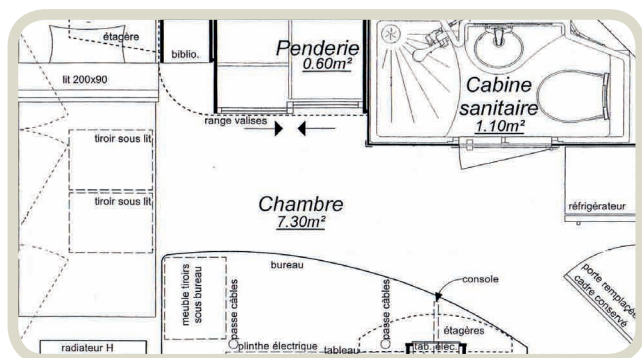 étagère
biblio.
Penderie
0.60m²
lit 200x90
Cabine
sanitaire
1.10m²
range valises
tiroir sous lit
tiroir sous lit
Chambre
7.30m²
réfrigérateur
bureau
console
meuble tiroirs
sous bureau
passe câbles
passe câbles
porte remplaçée
cadre conservé
étagères
plinthe électrique
tableau
tab. élec.
radiateur H